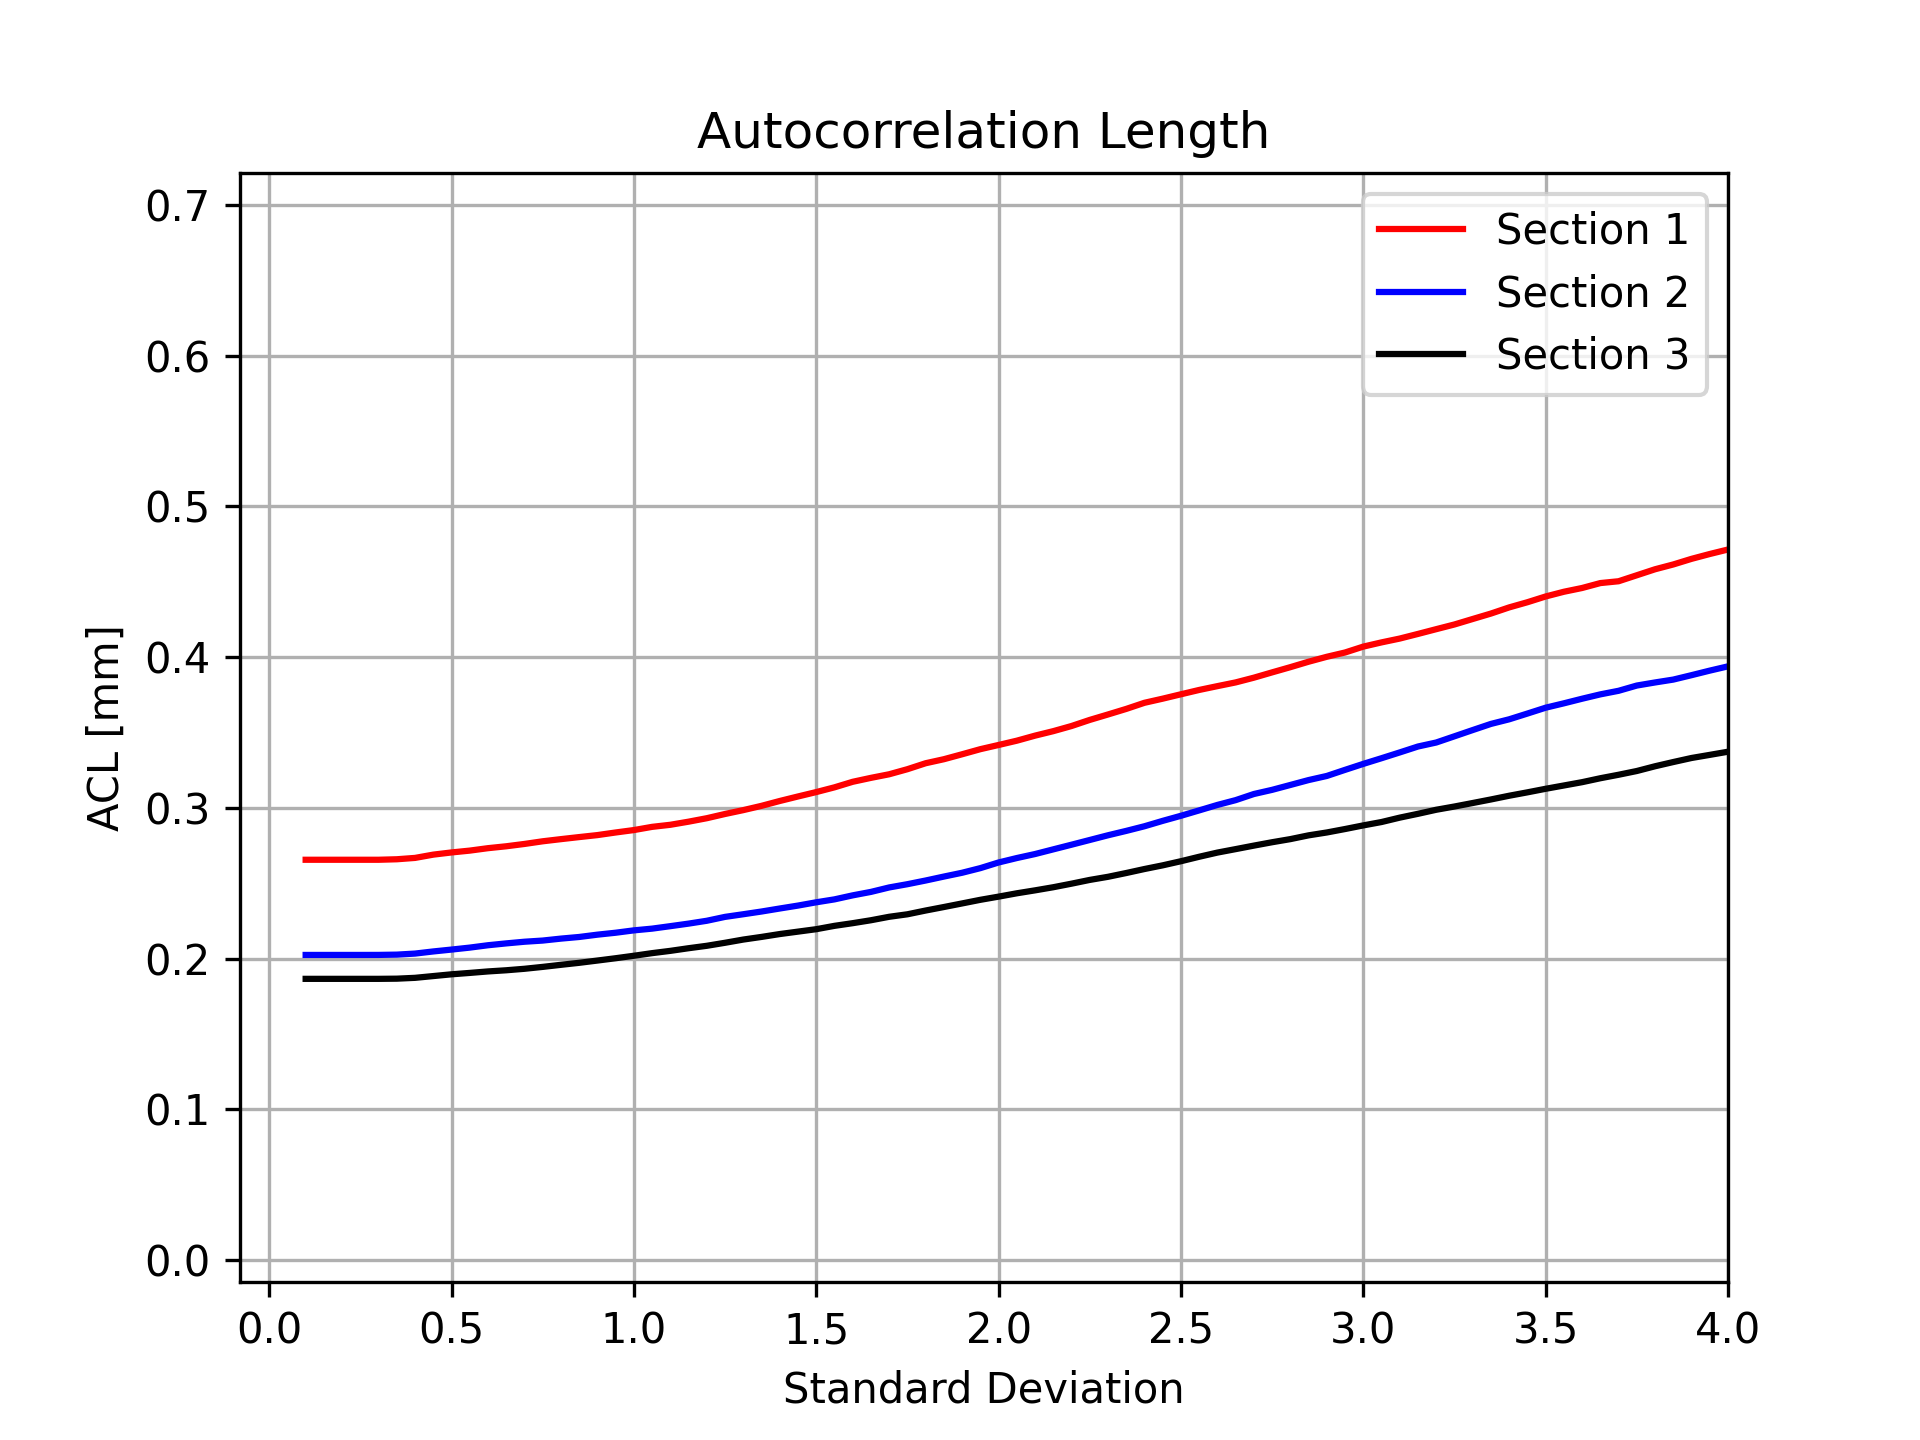 Autocorrelation Length
0.7
0.6
0.5
0.4
0.3
0.2
0.1
0.0
ACL [mm]
Section 1
Section 2
Section 3
0.0 0.5 1.0 1.5 2.0 2.5 3.0 3.5 4.0
Standard Deviation